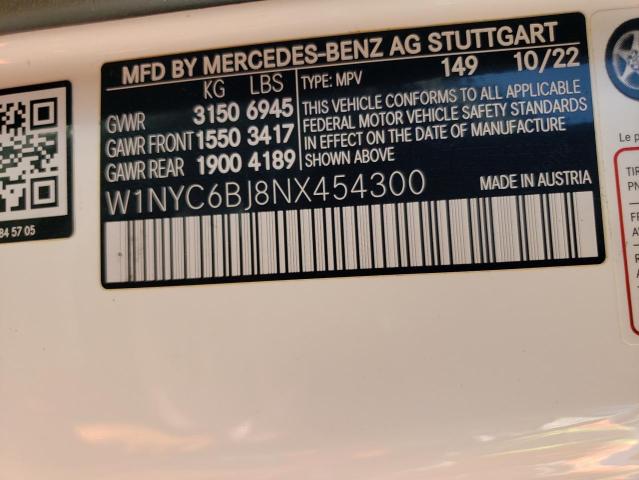 MFD BY MERCEDES-BENZ AG STUTTGART
KG LBS
TYPE: MPV 149 10/22
GVWR 3150 6945
GAWR FRONT 1550 3417
GAWR REAR 1900 4189
THIS VEHICLE CONFORMS TO ALL APPLICABLE
FEDERAL MOTOR VEHICLE SAFETY STANDARDS
IN EFFECT ON THE DATE OF MANUFACTURE
SHOWN ABOVE
W1NYC6BJ8NX454300
MADE IN AUSTRIA
84 57 05
Le p
TIR